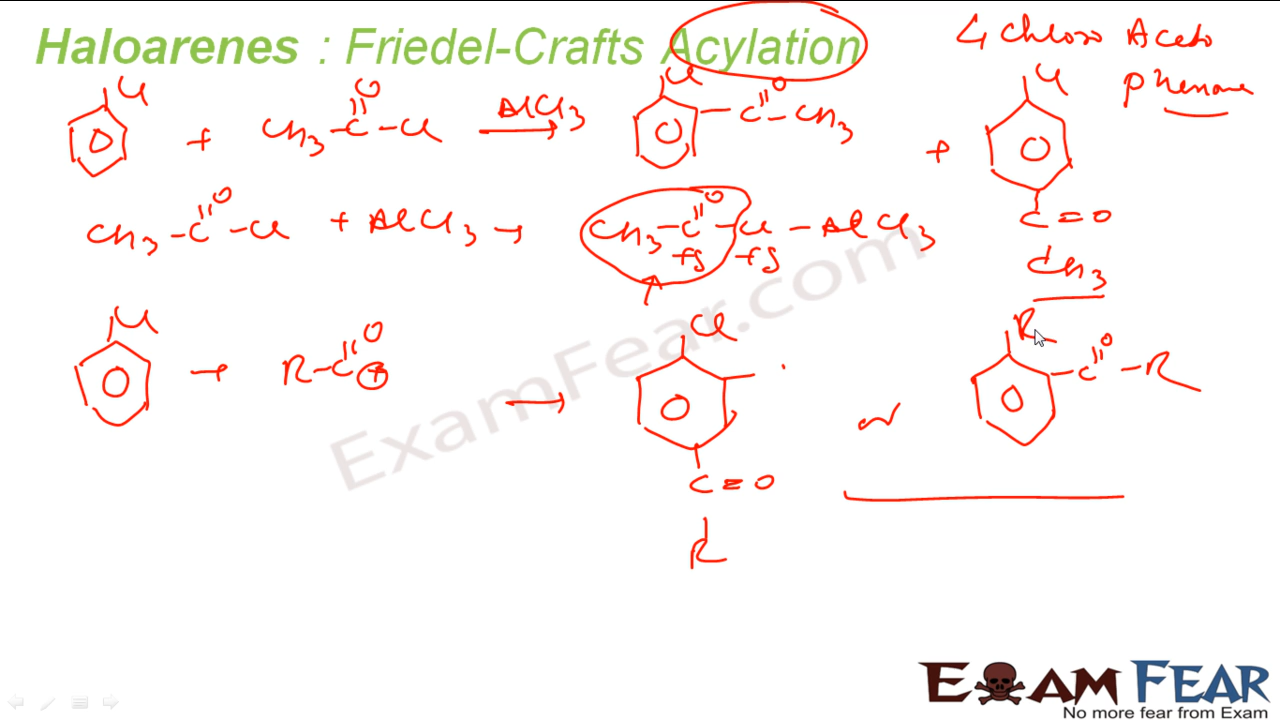 Haloarenes : Friedel-Crafts Acylation
4 Chloro Aceto
phenone
Cl
+ CH3-C-Cl
O
AlCl3
Cl
C-CH3
O
+
Cl
C=O
CH3
CH3-C-Cl + AlCl3 →
O
CH3-C-Cl-AlCl3
O
+δ +δ
Cl
R-C+
O
→
Cl
C=O
R
or
R
C-R
O
ExamFear.com
EXAM FEAR
No more fear from Exam